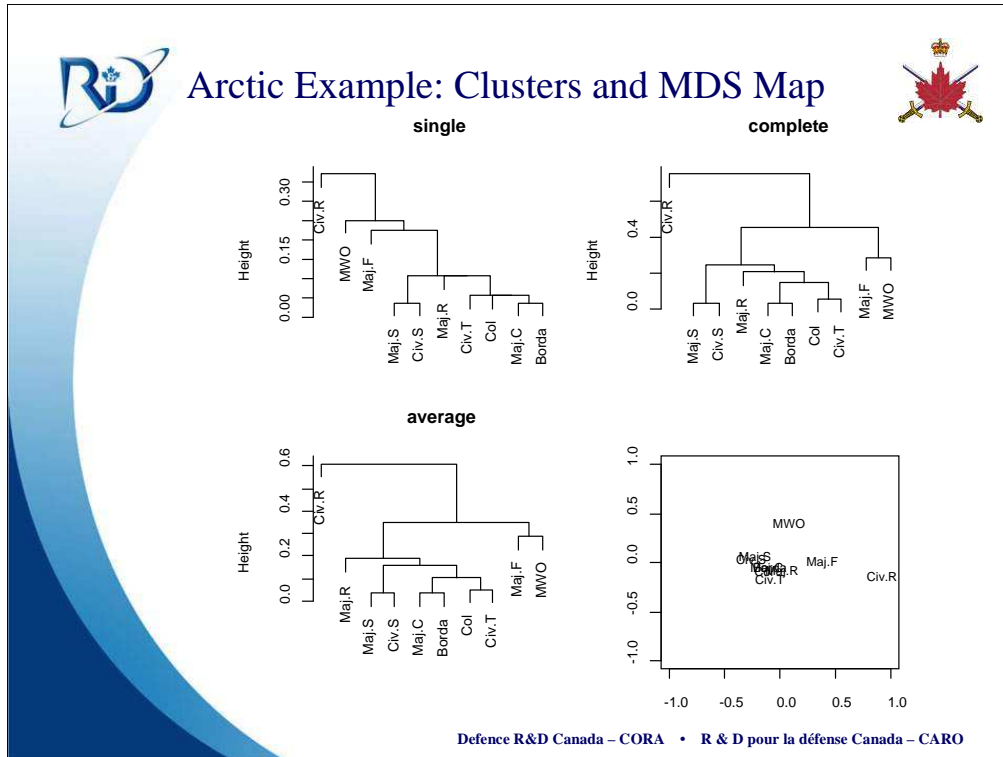 R&D
Arctic Example: Clusters and MDS Map
single
Height
0.00
0.15
0.30
Civ.R
MWO
Maj.F
Maj.S
Civ.S
Maj.R
Civ.T
Col
Maj.C
Borda
complete
Height
0.0
0.4
Civ.R
Maj.S
Civ.S
Maj.R
Maj.C
Borda
Col
Civ.T
Maj.F
MWO
average
Height
0.0
0.2
0.4
0.6
Civ.R
Maj.R
Maj.S
Civ.S
Maj.C
Borda
Col
Civ.T
Maj.F
MWO
1.0
0.5
0.0
-0.5
-1.0
MWO
Maj.S
Maj.F
Civ.T
Civ.R
-1.0
-0.5
0.0
0.5
1.0
Defence R&D Canada – CORA • R & D pour la défense Canada – CARO